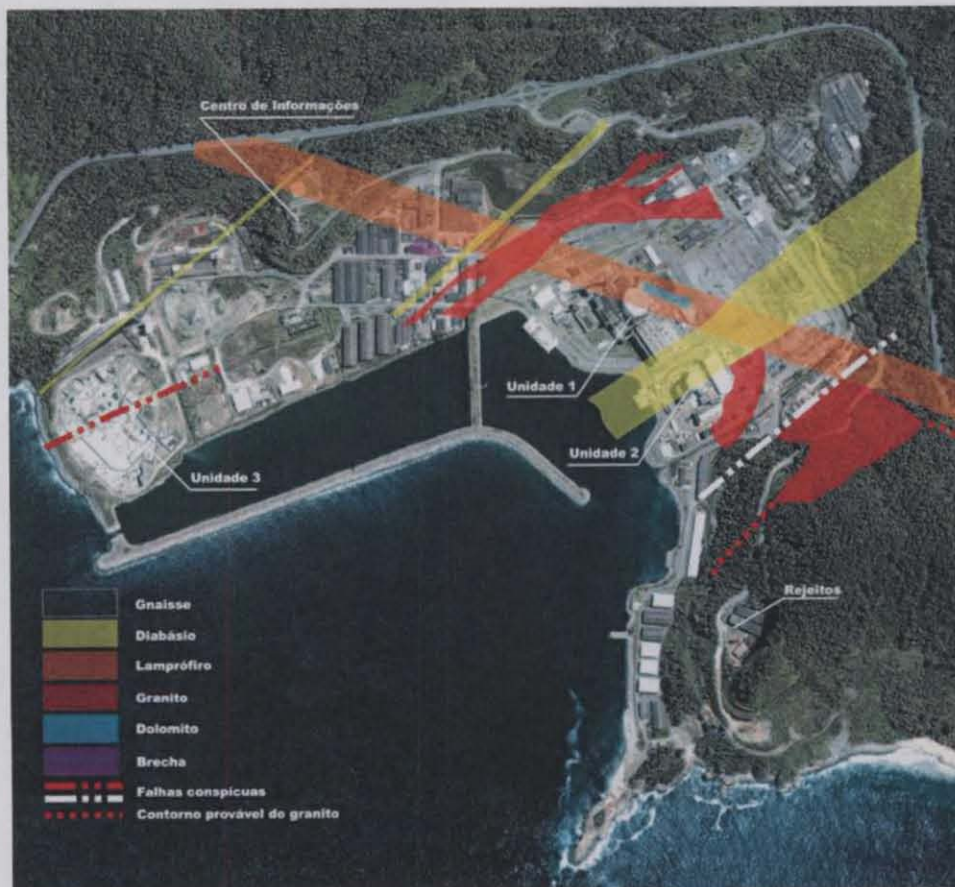 Centro de Informações
Unidade 1
Unidade 2
Unidade 3
Rejeitos
Gnaisse
Diabásio
Lamprófiro
Granito
Dolomito
Brecha
Falhas conspícuas
Contorno provável do granito